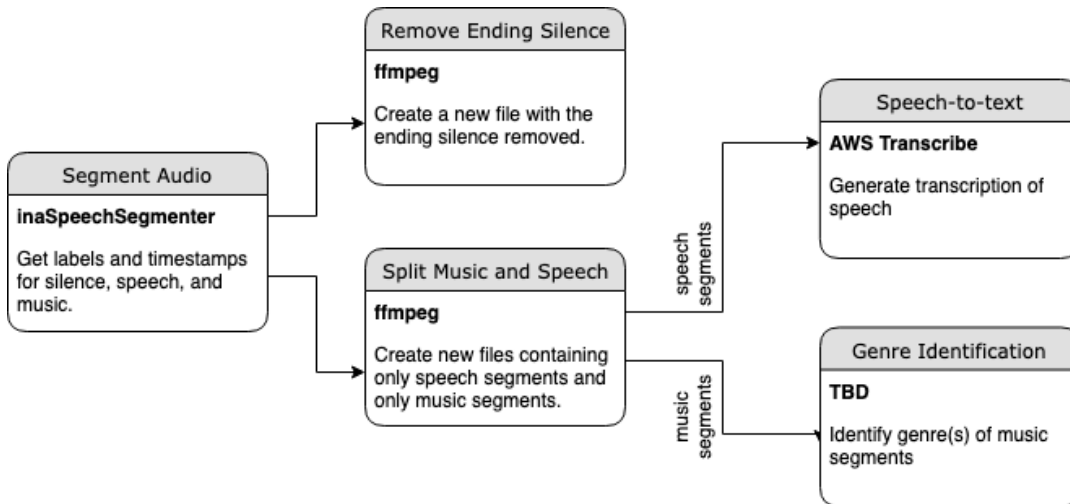 Segment Audio
inaSpeechSegmenter
Get labels and timestamps
for silence, speech, and
music.
Remove Ending Silence
ffmpeg
Create a new file with the
ending silence removed.
Split Music and Speech
ffmpeg
Create new files containing
only speech segments and
only music segments.
speech
segments
music
segments
Speech-to-text
AWS Transcribe
Generate transcription of
speech
Genre Identification
TBD
Identify genre(s) of music
segments